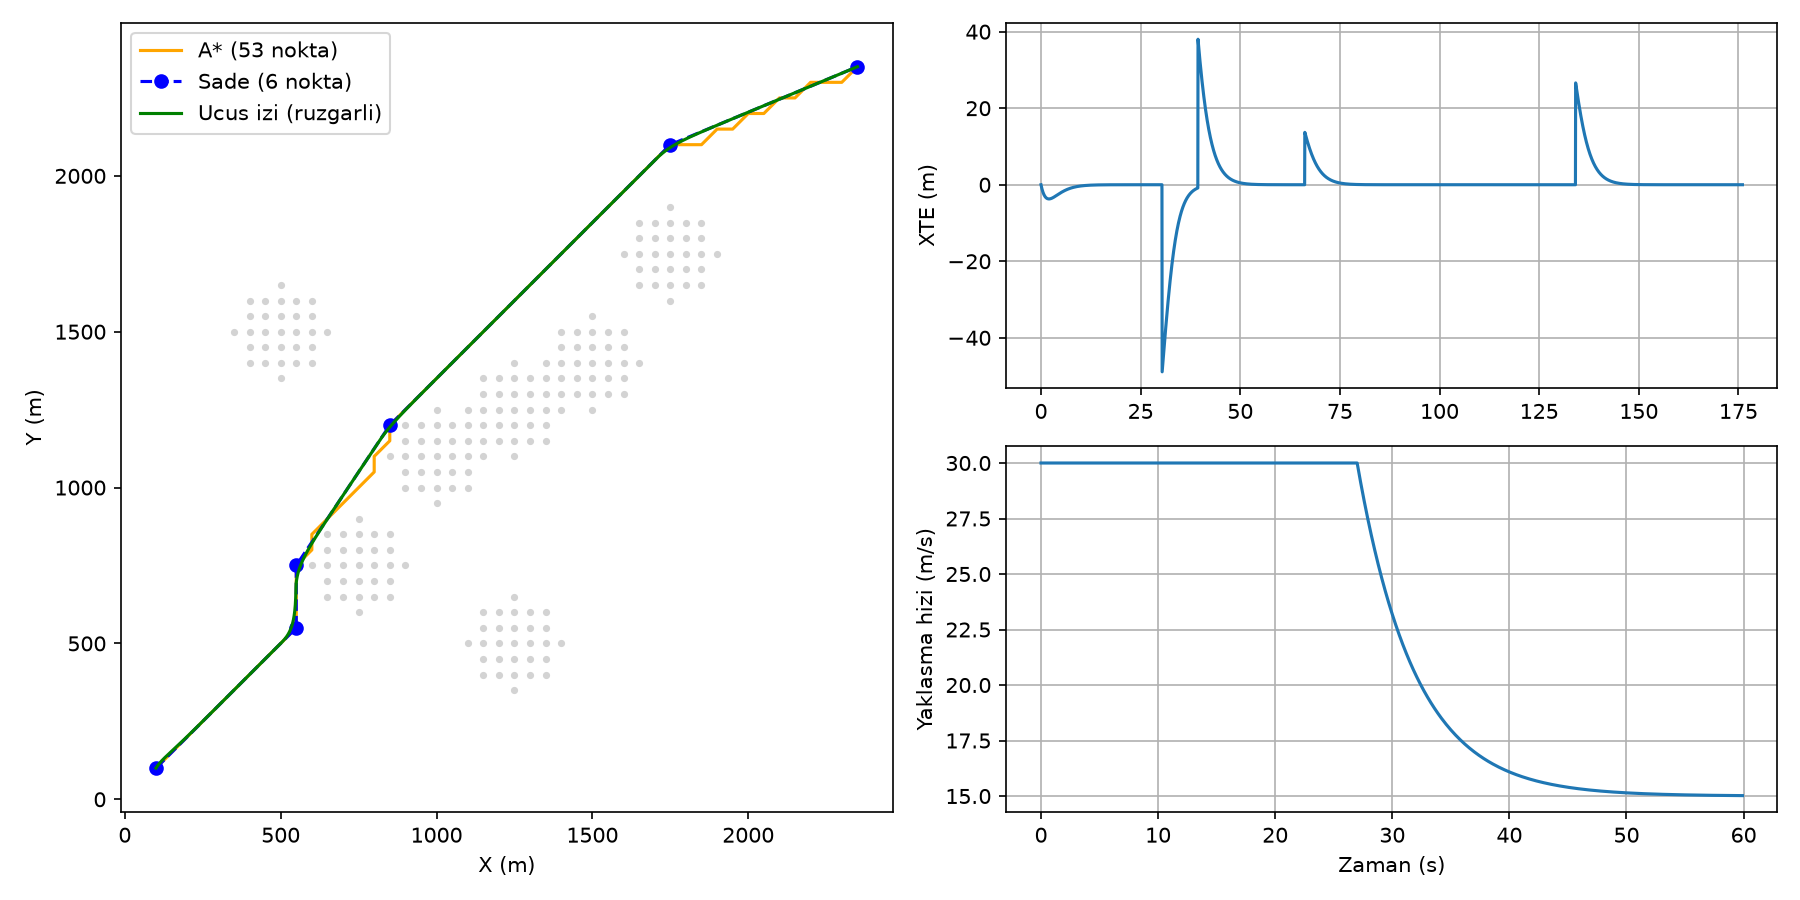 A* (53 nokta)
Sade (6 nokta)
Ucus izi (ruzgarli)
Y (m)
2000
1500
1000
500
0
0 500 1000 1500 2000
X (m)
XTE (m)
40
20
0
−20
−40
0 25 50 75 100 125 150 175
Yaklasma hizi (m/s)
30.0
27.5
25.0
22.5
20.0
17.5
15.0
0 10 20 30 40 50 60
Zaman (s)